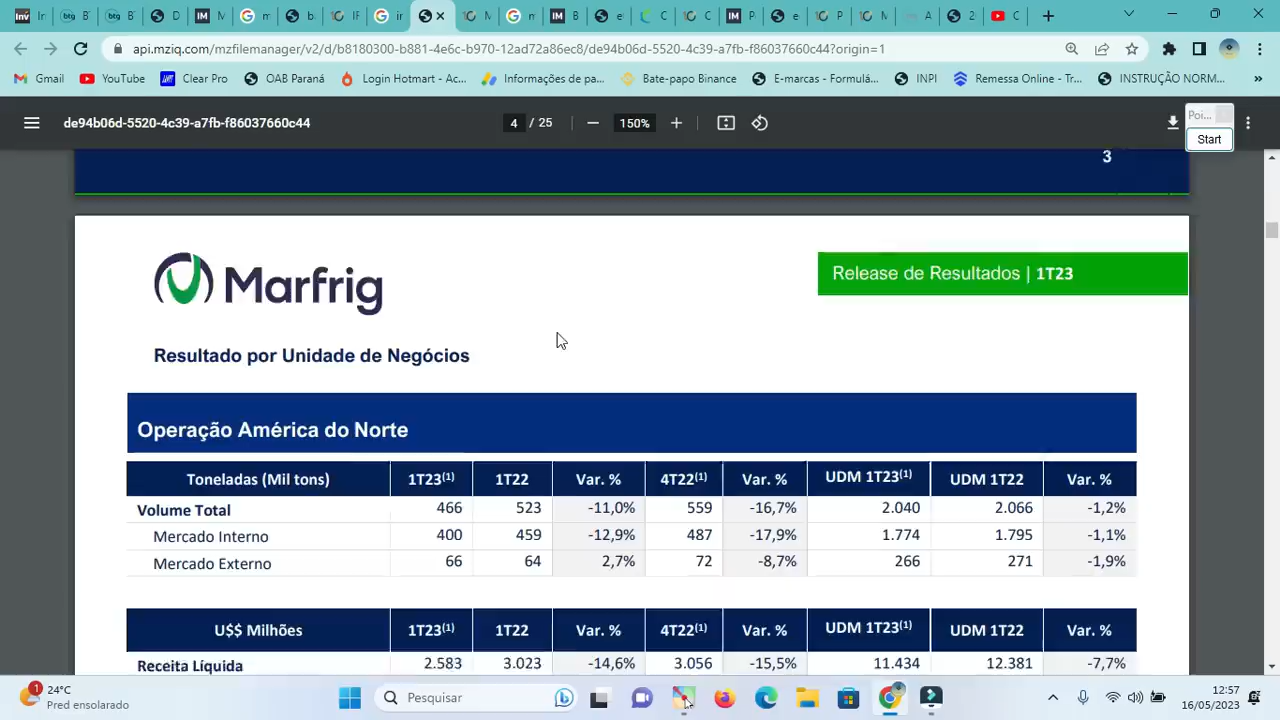 Inv b B D M IF ir × M m IM B e C C IM P e P M A 2 C
api.mziq.com/mzfilemanager/v2/d/b8180300-b881-4e6c-b970-12ad72a86ec8/de94b06d-5520-4c39-a7fb-f86037660c44?origin=1
Gmail YouTube Clear Pro OAB Paraná Login Hotmart - Ac... Informações de pa... Bate-papo Binance E-marcas - Formulá... INPI Remessa Online - Tr... INSTRUÇÃO NORM... »
de94b06d-5520-4c39-a7fb-f86037660c44 4 / 25 — 150% + Poi...
Start
3
Marfrig
Release de Resultados | 1T23
Resultado por Unidade de Negócios
Operação América do Norte
Toneladas (Mil tons) 1T23(1) 1T22 Var. % 4T22(1) Var. % UDM 1T23(1) UDM 1T22 Var. %
Volume Total 466 523 -11,0% 559 -16,7% 2.040 2.066 -1,2%
Mercado Interno 400 459 -12,9% 487 -17,9% 1.774 1.795 -1,1%
Mercado Externo 66 64 2,7% 72 -8,7% 266 271 -1,9%
U$$ Milhões 1T23(1) 1T22 Var. % 4T22(1) Var. % UDM 1T23(1) UDM 1T22 Var. %
Receita Líquida 2.583 3.023 -14,6% 3.056 -15,5% 11.434 12.381 -7,7%
1 24°C
Pred ensolarado
Pesquisar
12:57
16/05/2023